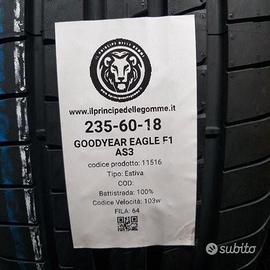 IL PRINCIPE DELLE GOMME
www.ilprincipedellegomme.it
235-60-18
GOODYEAR EAGLE F1
AS3
codice prodotto: 11516
Tipo: Estiva
COD:
Battistrada: 100%
Codice Velocità: 103w
FILA: 64
subito